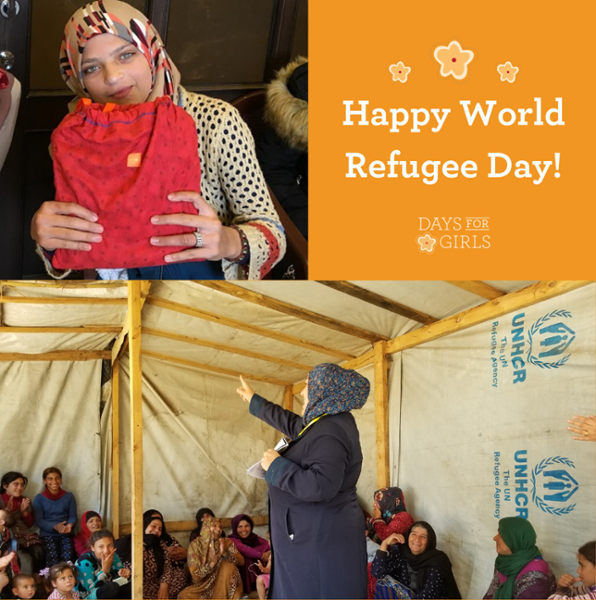 Happy World
Refugee Day!
DAYS FOR
GIRLS
UNHCR
The UN
Refugee Agency
UNHCR
The UN
Refugee Agency